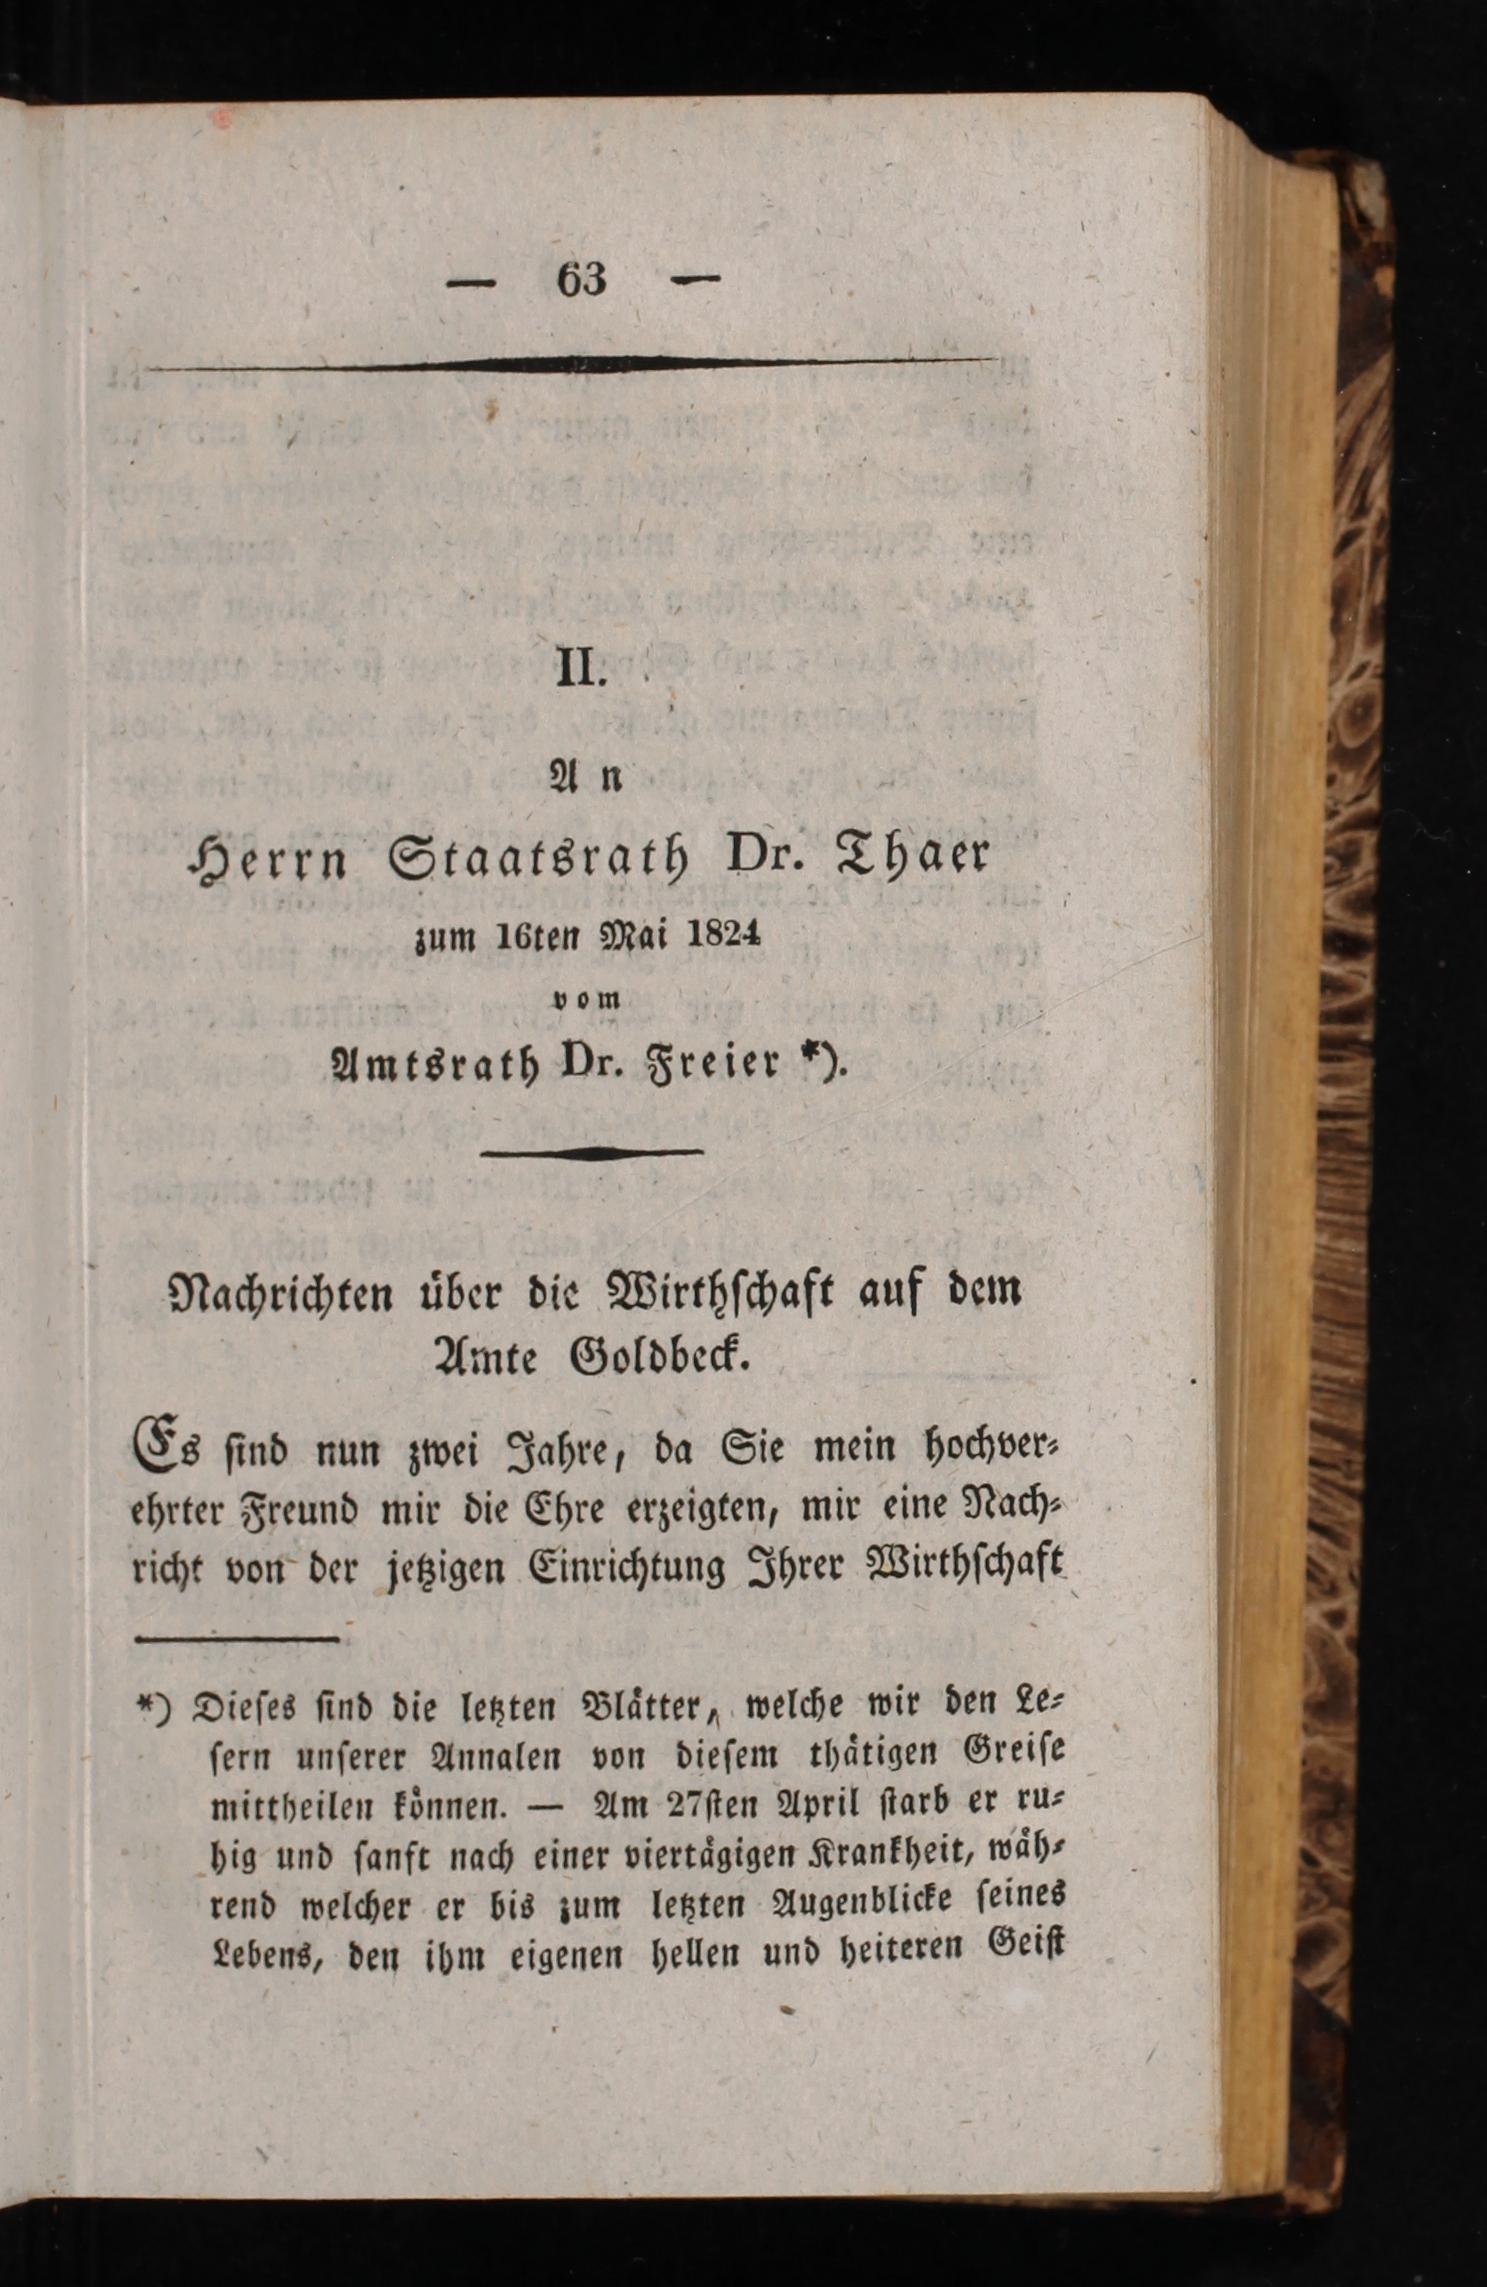 — 63 —
II.
An
Herrn Staatsrath Dr. Thaer
zum 16ten Mai 1824
vom
Amtsrath Dr. Freier *).
Nachrichten über die Wirthſchaft auf dem
Amte Goldbeck.
Es ſind nun zwei Jahre, da Sie mein hochver⸗
ehrter Freund mir die Ehre erzeigten, mir eine Nach⸗
richt von der jetzigen Einrichtung Ihrer Wirthſchaft
*) Dieſes ſind die letzten Blätter, welche wir den Le⸗
ſern unſerer Annalen von dieſem thätigen Greiſe
mittheilen können. — Am 27ſten April ſtarb er ru⸗
hig und ſanft nach einer viertägigen Krankheit, wäh⸗
rend welcher er bis zum letzten Augenblicke ſeines
Lebens, den ihm eigenen hellen und heiteren Geiſt